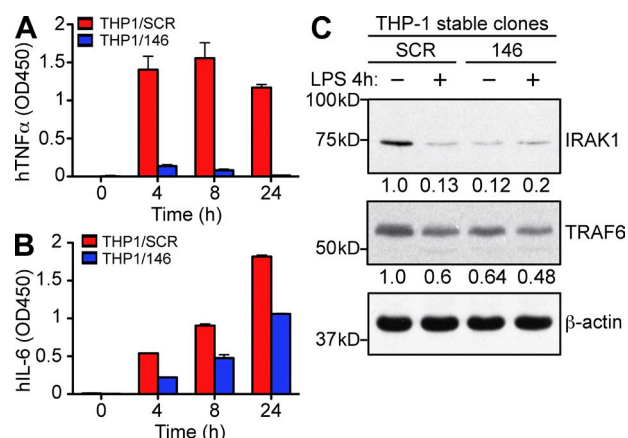 A
THP1/SCR
THP1/146
hTNFα (OD450)
2
1.5
1
0.5
0
0 4 8 24
Time (h)
B
THP1/SCR
THP1/146
hIL-6 (OD450)
2
1.5
1
0.5
0
0 4 8 24
Time (h)
C
THP-1 stable clones
SCR 146
LPS 4h: – + – +
100kD
75kD
IRAK1
1.0 0.13 0.12 0.2
TRAF6
50kD
1.0 0.6 0.64 0.48
β-actin
37kD